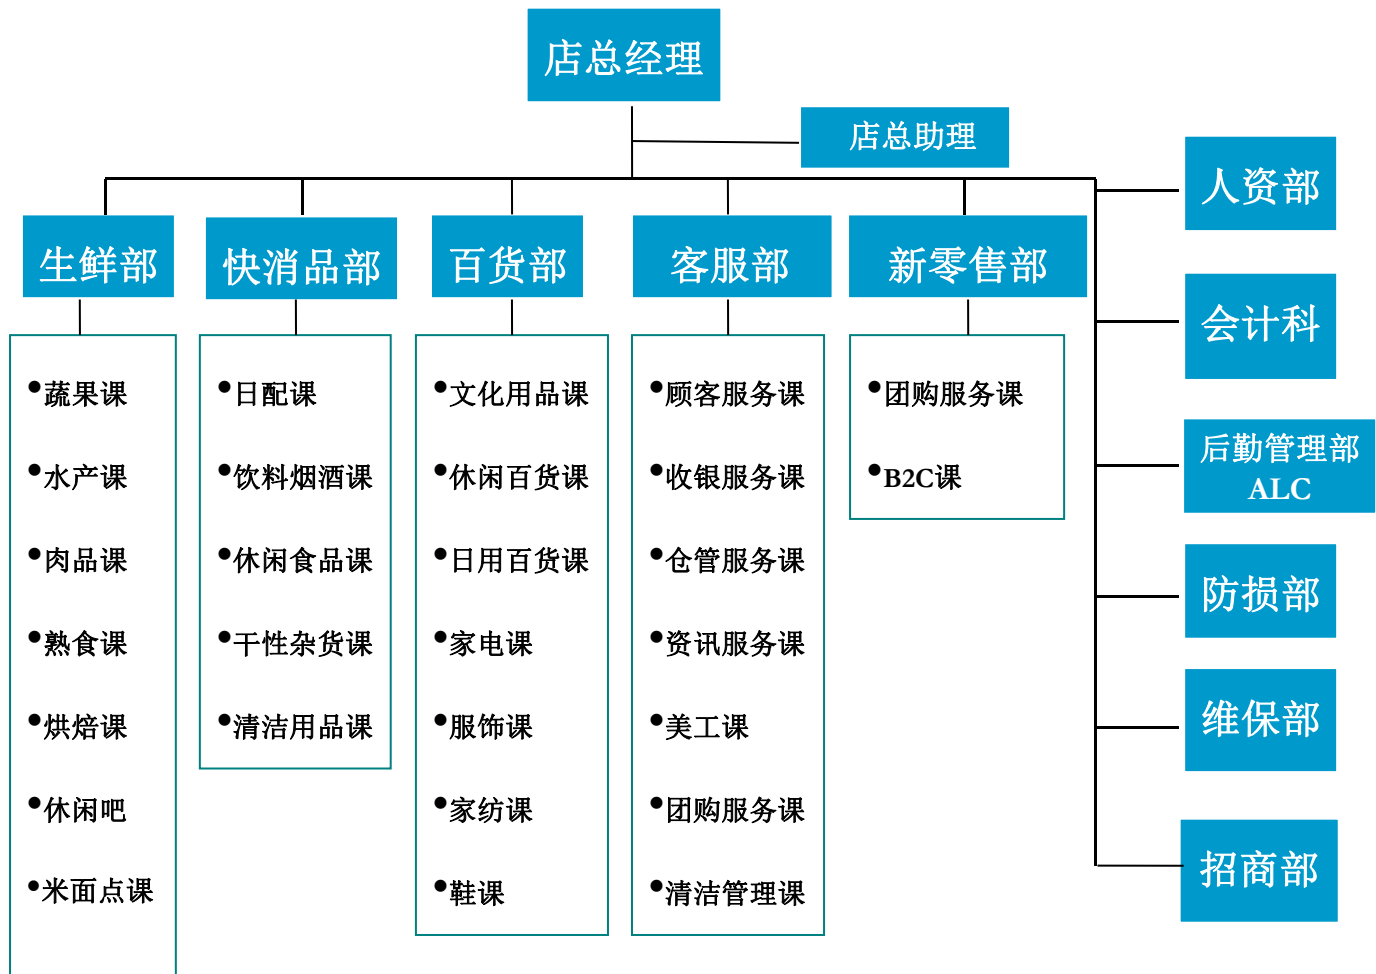 店总经理
店总助理
生鲜部
快消品部
百货部
客服部
新零售部
•蔬果课
•水产课
•肉品课
•熟食课
•烘焙课
•休闲吧
•米面点课
•日配课
•饮料烟酒课
•休闲食品课
•干性杂货课
•清洁用品课
•文化用品课
•休闲百货课
•日用百货课
•家电课
•服饰课
•家纺课
•鞋课
•顾客服务课
•收银服务课
•仓管服务课
•资讯服务课
•美工课
•团购服务课
•清洁管理课
•团购服务课
•B2C课
人资部
会计科
后勤管理部
ALC
防损部
维保部
招商部